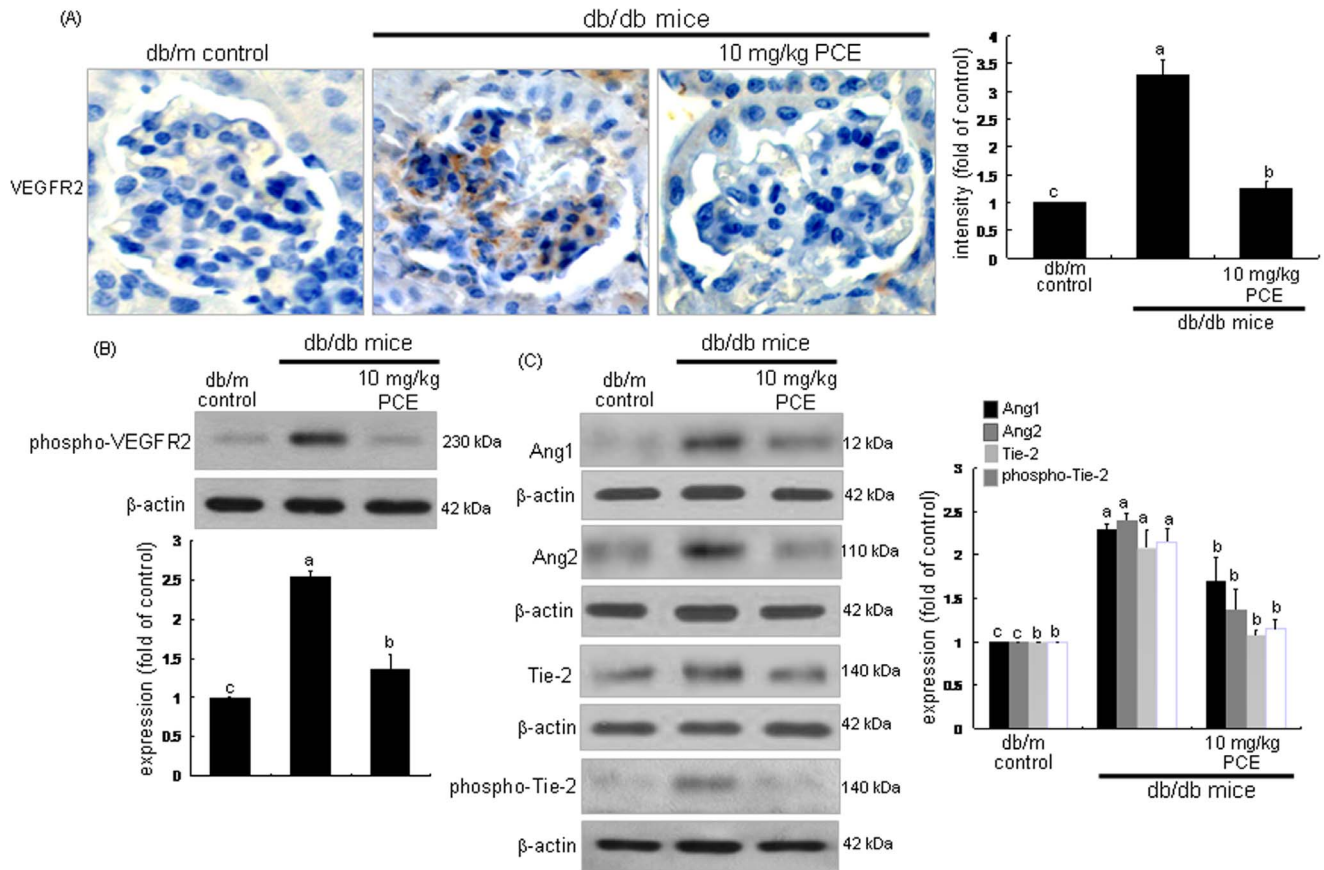 (A)
db/db mice
db/m control
10 mg/kg PCE
VEGFR2
intensity (fold of control)
4
3.5
3
2.5
2
1.5
1
0.5
0
c
a
b
db/m
control
10 mg/kg
PCE
db/db mice
(B)
db/db mice
db/m
control
10 mg/kg
PCE
phospho-VEGFR2
230 kDa
β-actin
42 kDa
expression (fold of control)
3
2.5
2
1.5
1
0.5
0
c
a
b
(C)
db/db mice
db/m
control
10 mg/kg
PCE
Ang1
12 kDa
β-actin
42 kDa
Ang2
110 kDa
β-actin
42 kDa
Tie-2
140 kDa
β-actin
42 kDa
phospho-Tie-2
140 kDa
β-actin
42 kDa
Ang1
Ang2
Tie-2
phospho-Tie-2
expression (fold of control)
3
2.5
2
1.5
1
0.5
0
c c b b
a a a a
b b b b
db/m
control
10 mg/kg
PCE
db/db mice